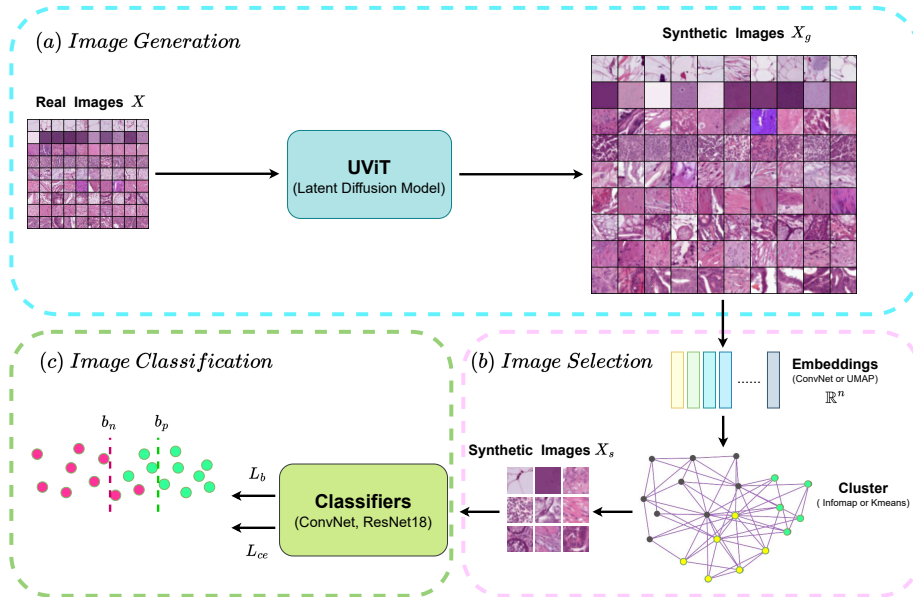 (a) Image Generation
Real Images X
UViT
(Latent Diffusion Model)
Synthetic Images X_g
(b) Image Selection
Embeddings
(ConvNet or UMAP)
ℝ^n
......
Cluster
( Infomap or Kmeans)
Synthetic Images X_s
(c) Image Classification
b_n
b_p
L_b
L_ce
Classifiers
(ConvNet, ResNet18)